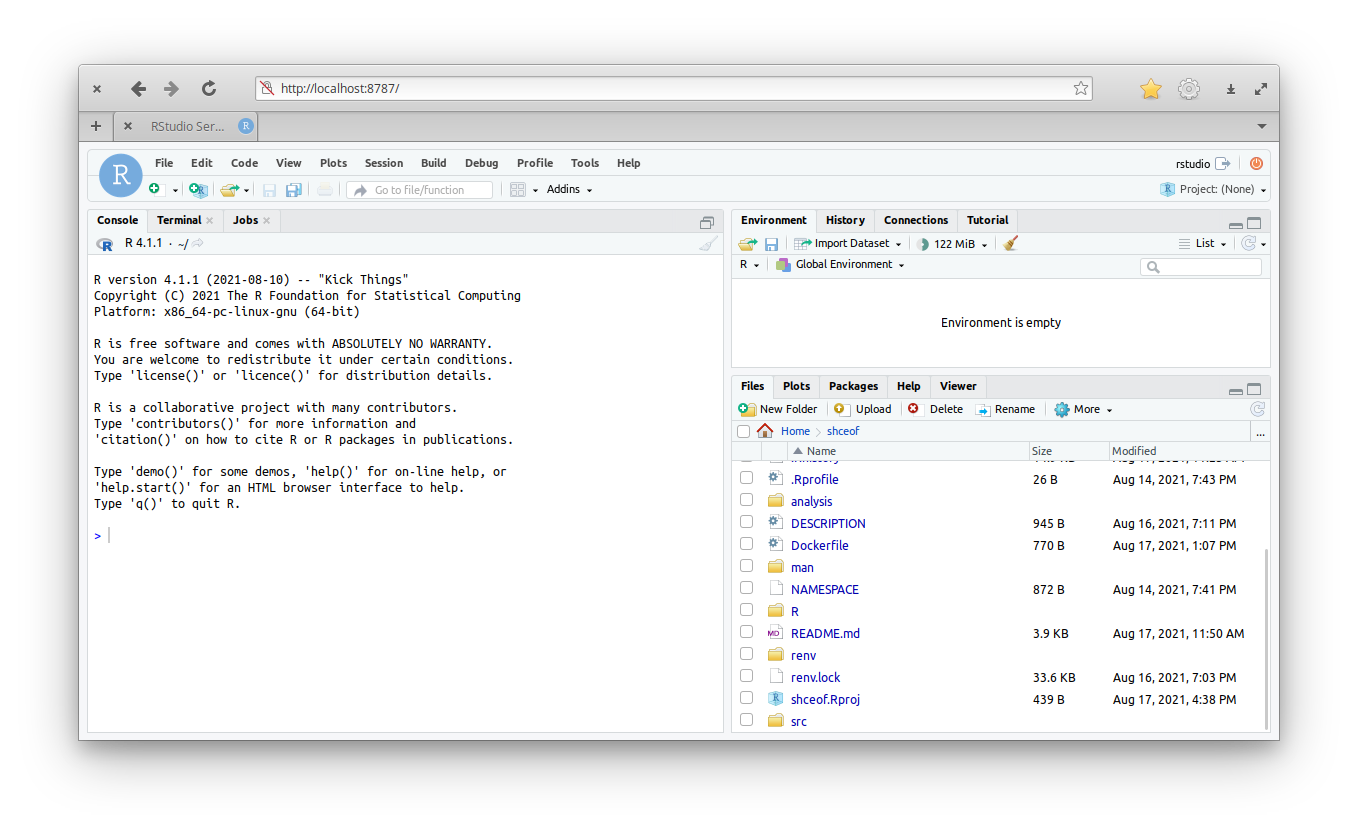 http://localhost:8787/
RStudio Ser... R
R
File Edit Code View Plots Session Build Debug Profile Tools Help
rstudio
Go to file/function
Addins
Project: (None)
Console Terminal Jobs
R 4.1.1 · ~/
R version 4.1.1 (2021-08-10) -- "Kick Things"
Copyright (C) 2021 The R Foundation for Statistical Computing
Platform: x86_64-pc-linux-gnu (64-bit)
R is free software and comes with ABSOLUTELY NO WARRANTY.
You are welcome to redistribute it under certain conditions.
Type 'license()' or 'licence()' for distribution details.
R is a collaborative project with many contributors.
Type 'contributors()' for more information and
'citation()' on how to cite R or R packages in publications.
Type 'demo()' for some demos, 'help()' for on-line help, or
'help.start()' for an HTML browser interface to help.
Type 'q()' to quit R.
>
Environment History Connections Tutorial
Import Dataset 122 MiB List
R Global Environment
Environment is empty
Files Plots Packages Help Viewer
New Folder Upload Delete Rename More
Home shceof ...
Name Size Modified
.Rprofile 26 B Aug 14, 2021, 7:43 PM
analysis
DESCRIPTION 945 B Aug 16, 2021, 7:11 PM
Dockerfile 770 B Aug 17, 2021, 1:07 PM
man
NAMESPACE 872 B Aug 14, 2021, 7:41 PM
R
README.md 3.9 KB Aug 17, 2021, 11:50 AM
renv
renv.lock 33.6 KB Aug 16, 2021, 7:03 PM
shceof.Rproj 439 B Aug 17, 2021, 4:38 PM
src